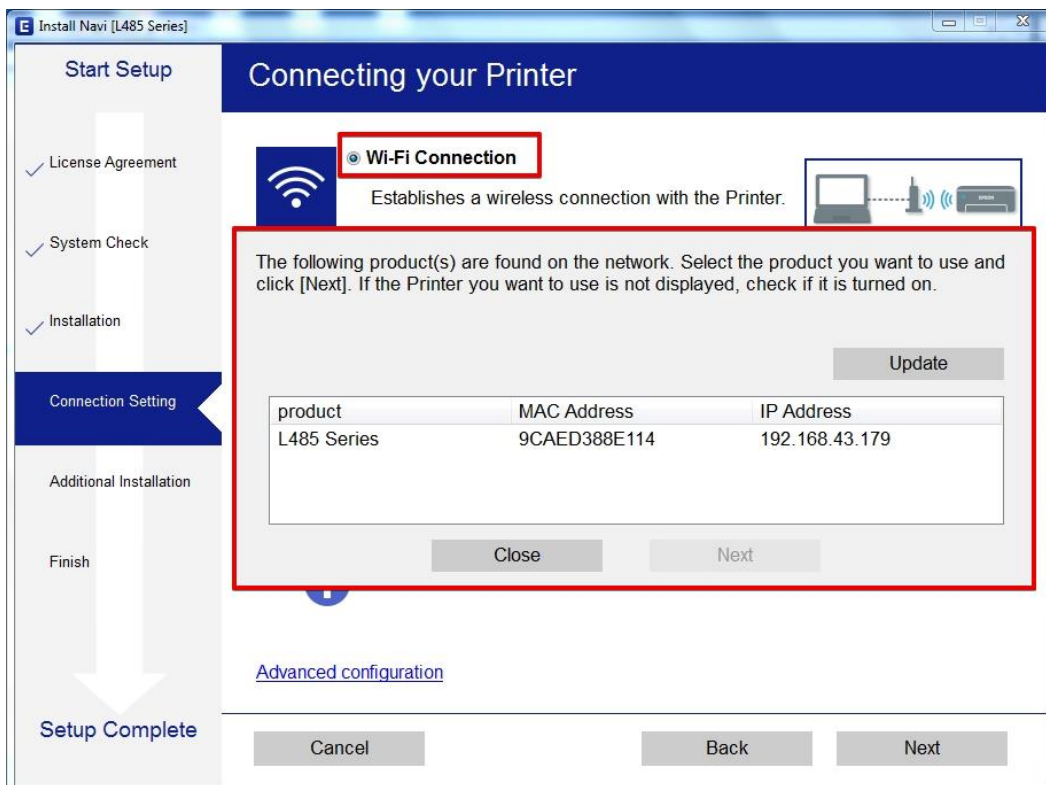 Install Navi [L485 Series]
Start Setup
Connecting your Printer
License Agreement
System Check
Installation
Connection Setting
Additional Installation
Finish
Setup Complete
Wi-Fi Connection
Establishes a wireless connection with the Printer.
EPSON
The following product(s) are found on the network. Select the product you want to use and
click [Next]. If the Printer you want to use is not displayed, check if it is turned on.
Update
product MAC Address IP Address
L485 Series 9CAED388E114 192.168.43.179
Close Next
Advanced configuration
Cancel Back Next